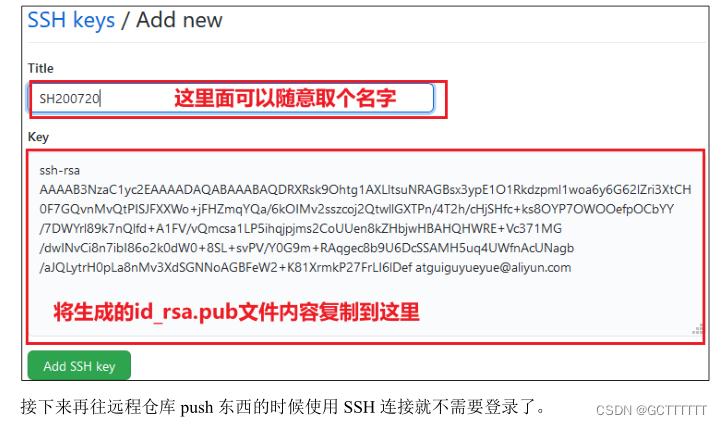 SSH keys / Add new
Title
SH200720 这里面可以随意取个名字
Key
ssh-rsa
AAAAB3NzaC1yc2EAAAADAQABAAABAQDRXRsk9Ohtg1AXLltsuNRAGBsx3ypE1O1Rkdzpml1woa6y6G62lZri3XtCH
0F7GQvnMvQtPISJFXXWo+jFHZmqYQa/6kOIMv2sszcoj2QtwllGXTPn/4T2h/cHjSHfc+ks8OYP7OWOOefpOCbYY
/7DWYrl89k7nQlfd+A1FV/vQmcsa1LP5ihqjpjms2CoUUen8kZHbjwHBAHQHWRE+Vc371MG
/dwlNvCi8n7ibI86o2k0dW0+8SL+svPV/Y0G9m+RAqgec8b9U6DcSSAMH5uq4UWfnAcUNagb
/aJQLytrH0pLa8nMv3XdSGNNoAGBFeW2+K81XrmkP27FrLI6lDef atguiguyueyue@aliyun.com
将生成的id_rsa.pub文件内容复制到这里
Add SSH key
接下来再往远程仓库 push 东西的时候使用 SSH 连接就不需要登录了。
CSDN @GCTTTTTT